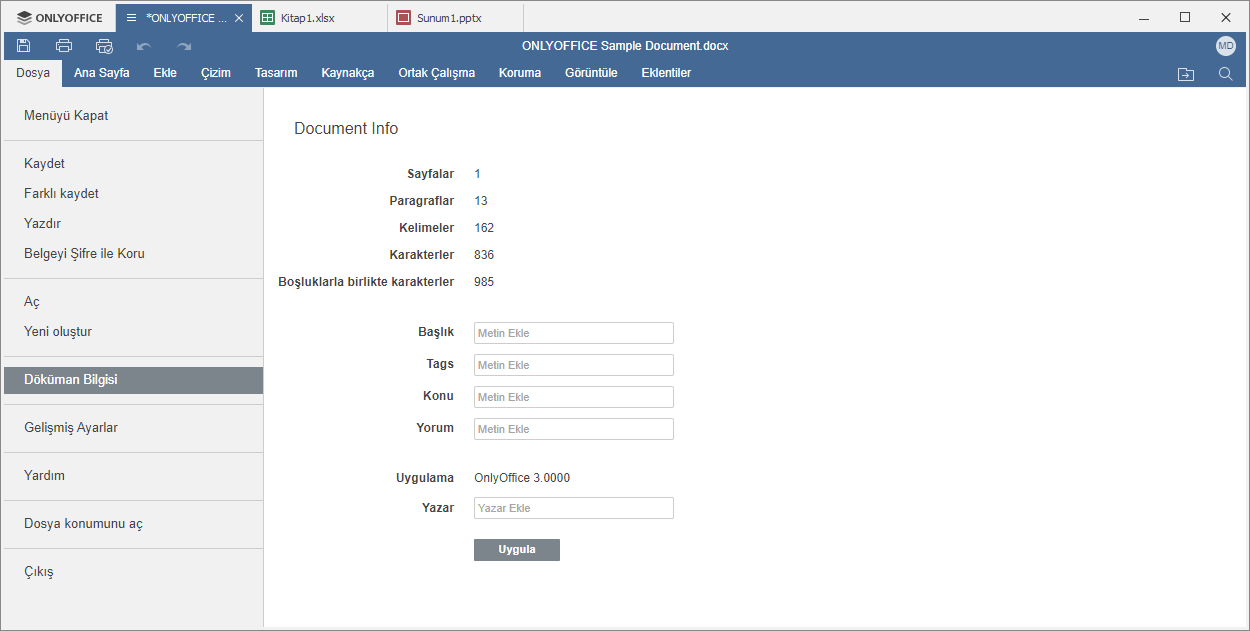 ONLYOFFICE
*ONLYOFFICE ...
Kitap1.xlsx
Sunum1.pptx
ONLYOFFICE Sample Document.docx
MD
Dosya
Ana Sayfa
Ekle
Çizim
Tasarım
Kaynakça
Ortak Çalışma
Koruma
Görüntüle
Eklentiler
Menüyü Kapat
Kaydet
Farklı kaydet
Yazdır
Belgeyi Şifre ile Koru
Aç
Yeni oluştur
Döküman Bilgisi
Gelişmiş Ayarlar
Yardım
Dosya konumunu aç
Çıkış
Document Info
Sayfalar 1
Paragraflar 13
Kelimeler 162
Karakterler 836
Boşluklarla birlikte karakterler 985
Başlık Metin Ekle
Tags Metin Ekle
Konu Metin Ekle
Yorum Metin Ekle
Uygulama OnlyOffice 3.0000
Yazar Yazar Ekle
Uygula